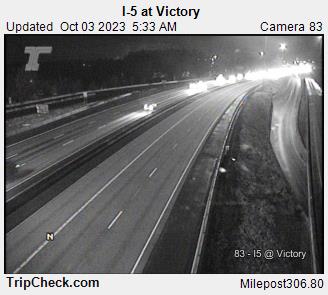 I-5 at Victory
Updated Oct 03 2023 5:33 AM Camera 83
T
N
83 - I5 @ Victory
TripCheck.com Milepost306.80